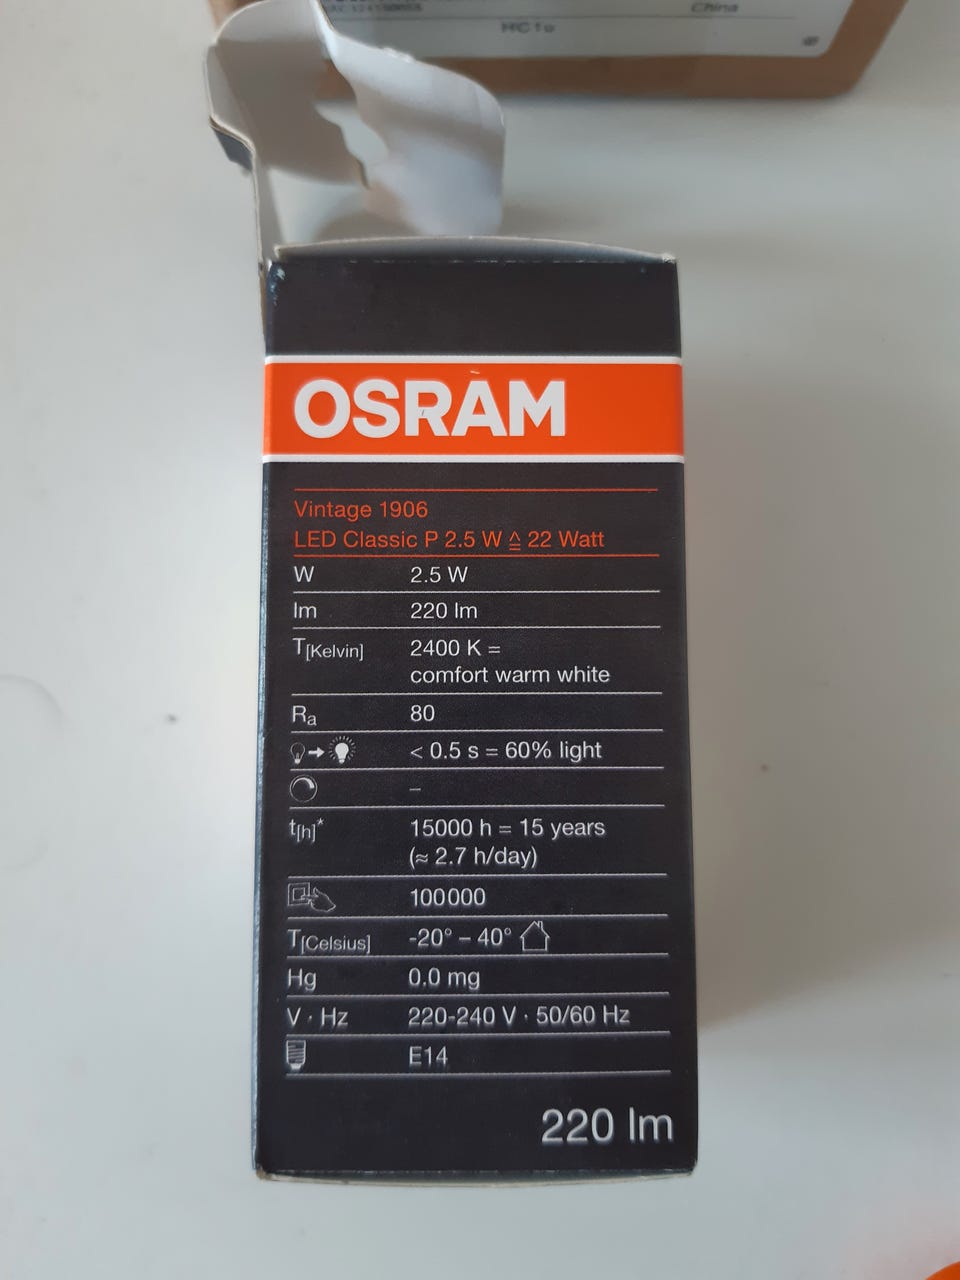 China
HC1
OSRAM
Vintage 1906
LED Classic P 2.5 W ≙ 22 Watt
W 2.5 W
lm 220 lm
T[Kelvin] 2400 K =
comfort warm white
Ra 80
< 0.5 s = 60% light
–
t[h]* 15000 h = 15 years
(≈ 2.7 h/day)
100000
T[Celsius] -20° – 40°
Hg 0.0 mg
V · Hz 220-240 V · 50/60 Hz
E14
220 lm